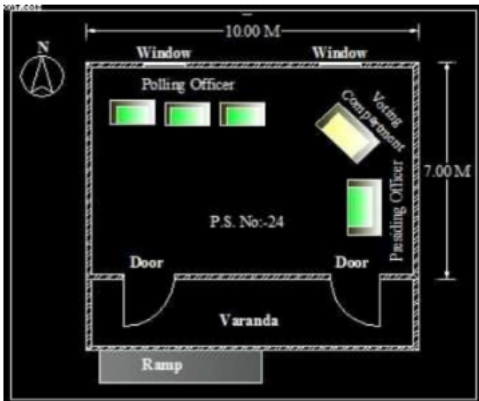 10.00 M
N
Window
Window
Polling Officer
Voting
Compartment
7.00 M
Presiding Officer
P.S. No:-24
Door
Door
Varanda
Ramp